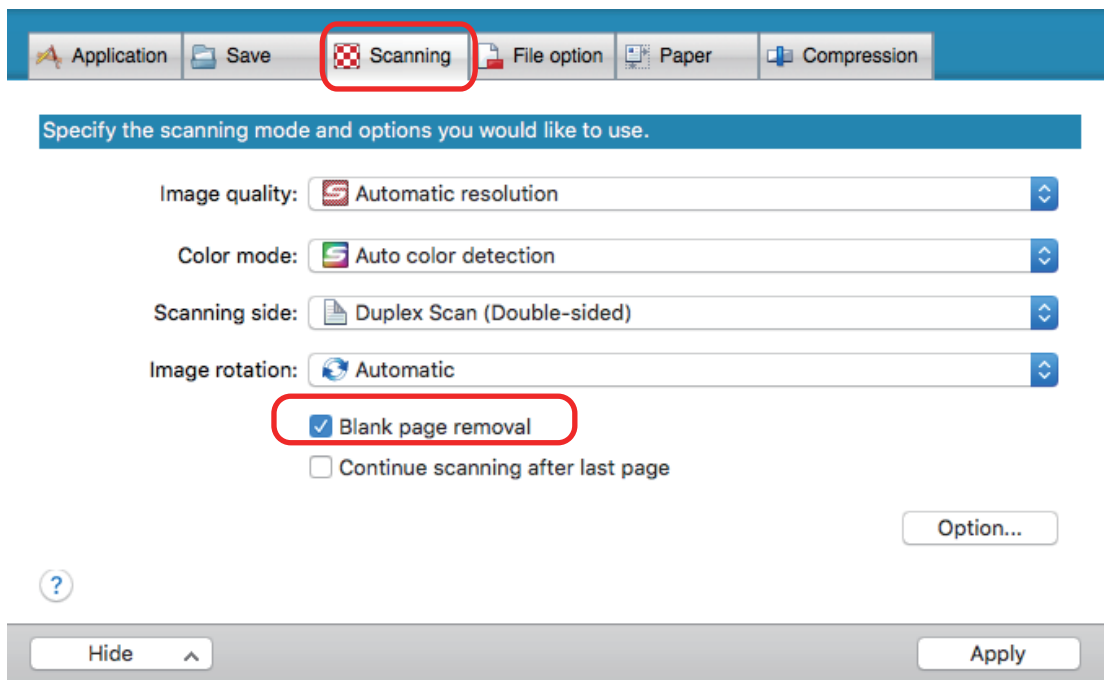 Application Save Scanning File option Paper Compression
Specify the scanning mode and options you would like to use.
Image quality: Automatic resolution
Color mode: Auto color detection
Scanning side: Duplex Scan (Double-sided)
Image rotation: Automatic
Blank page removal
Continue scanning after last page
Option...
?
Hide Apply